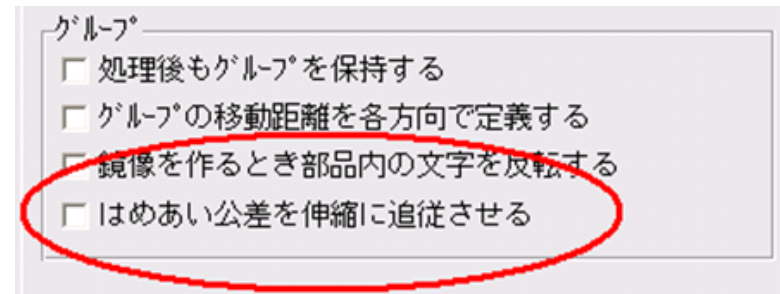 ｸﾞﾙｰﾌﾟ
処理後もｸﾞﾙｰﾌﾟを保持する
ｸﾞﾙｰﾌﾟの移動距離を各方向で定義する
鏡像を作るとき部品内の文字を反転する
はめあい公差を伸縮に追従させる